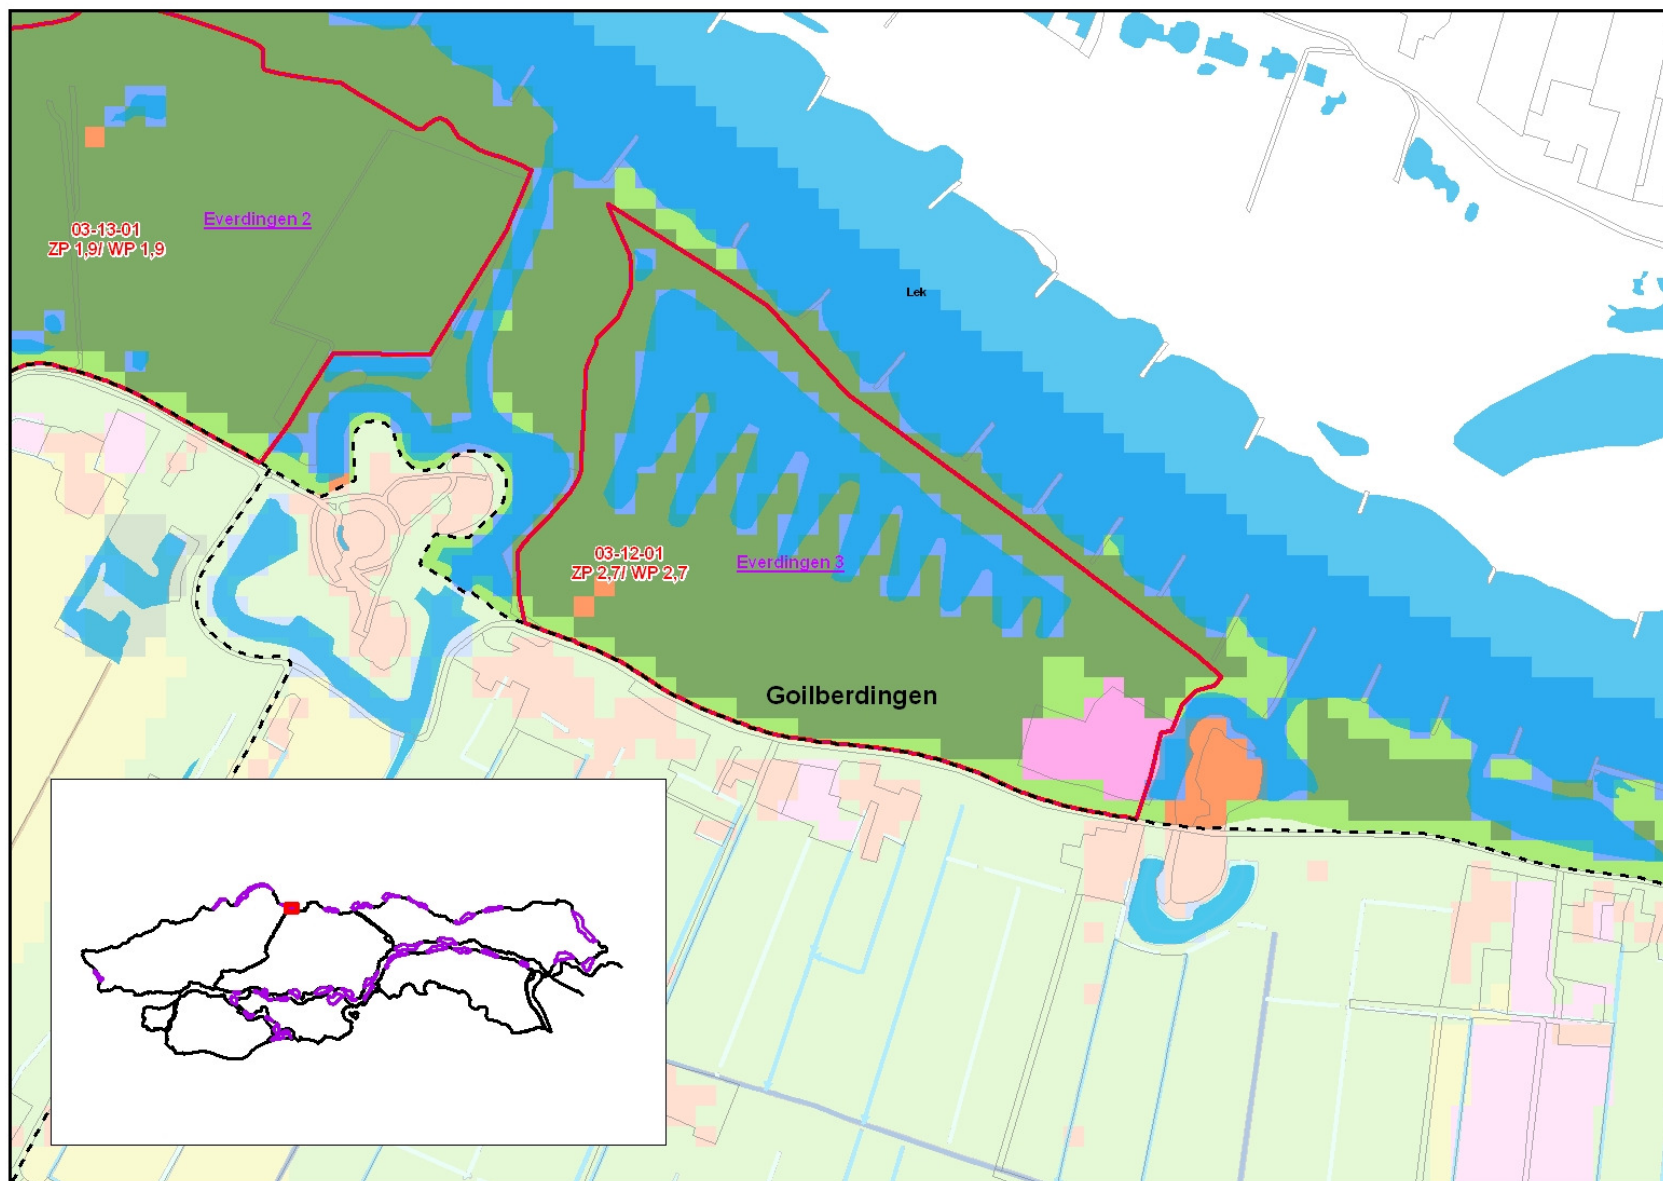 Everdingen 2
03-13-01
ZP 1,9/ WP 1,9
Lek
03-12-01
ZP 2,7/ WP 2,7
Everdingen 3
Goilberdingen